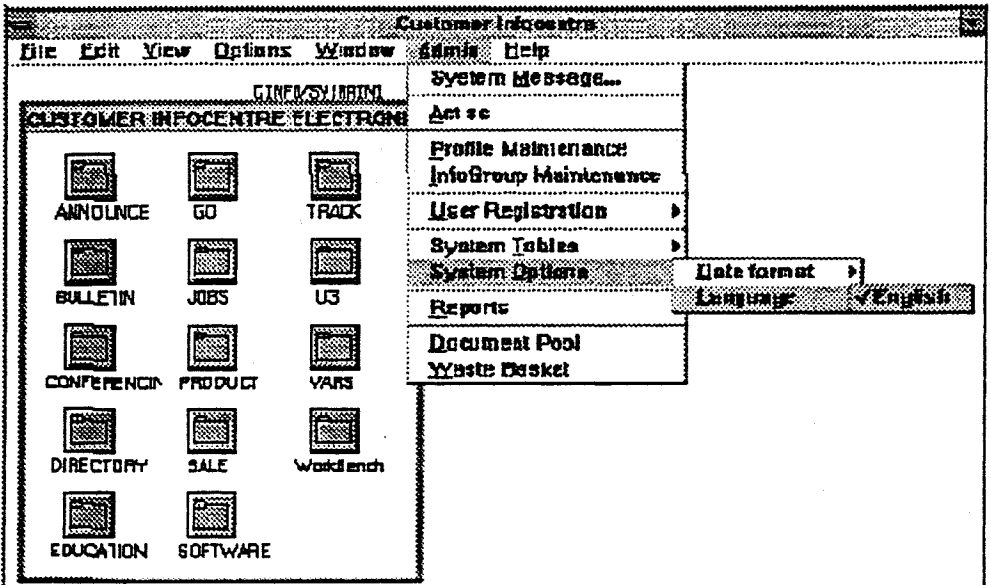 Customer Infocentre
File Edit View Options Window Admin Help
CUSTOMER INFOCENTRE ELECTRONI
ANNOUNCE GO TRACK
BULLETIN JOBS U3
CONFERENCIN PRODUCT VARS
DIRECTORY SALE Workbench
EDUCATION SOFTWARE
System Message...
Act as
Profile Maintenance
InfoGroup Maintenance
User Registration
System Tables
System Options
Reports
Document Pool
Waste Basket
Date format
Language ✓English